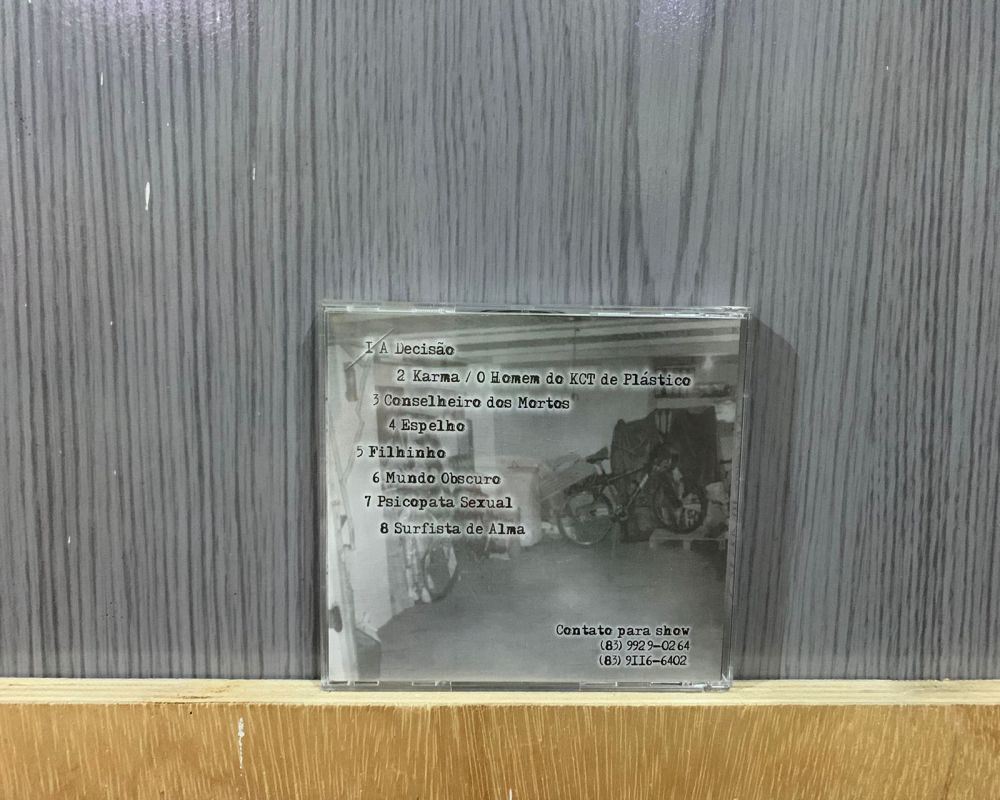 1 A Decisão
2 Karma / O Homem do KCT de Plástico
3 Conselheiro dos Mortos
4 Espelho
5 Filhinho
6 Mundo Obscuro
7 Psicopata Sexual
8 Surfista de Alma
Contato para show
(83) 9929-0264
(83) 9116-6402